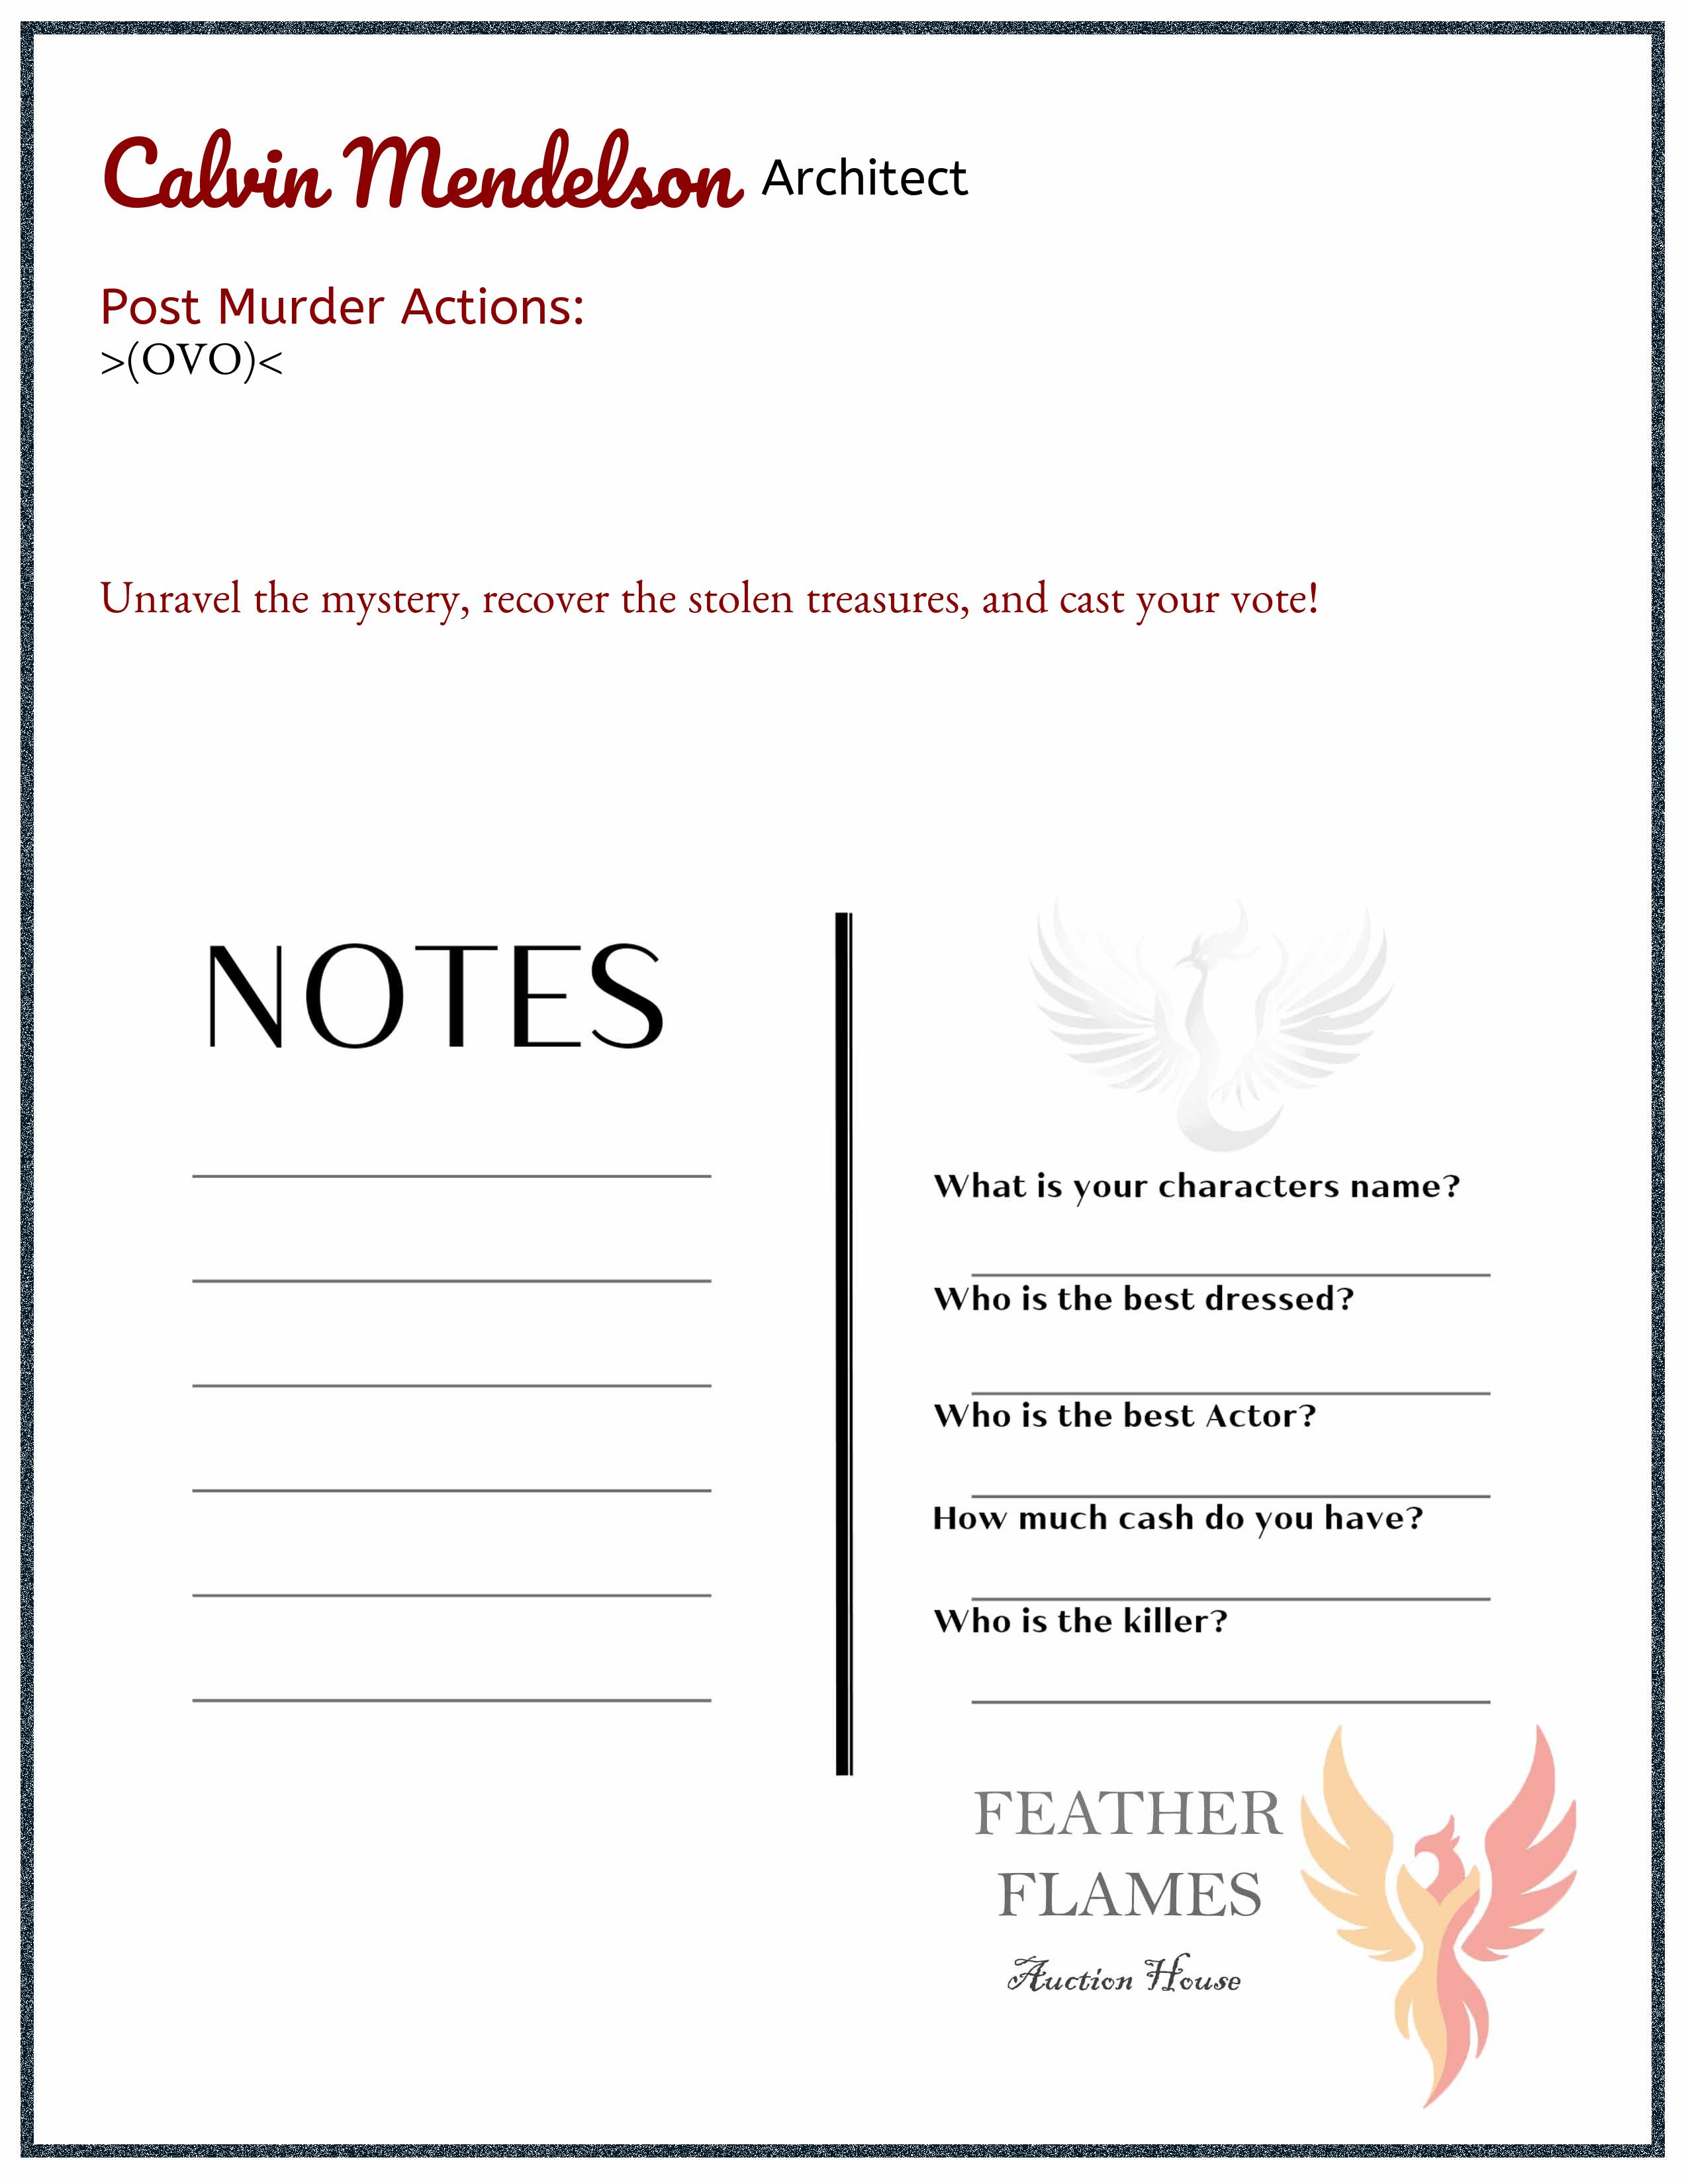 Calvin Mendelson Architect
Post Murder Actions:
>(OVO)<
Unravel the mystery, recover the stolen treasures, and cast your vote!
NOTES
What is your characters name?
Who is the best dressed?
Who is the best Actor?
How much cash do you have?
Who is the killer?
FEATHER
FLAMES
Auction House